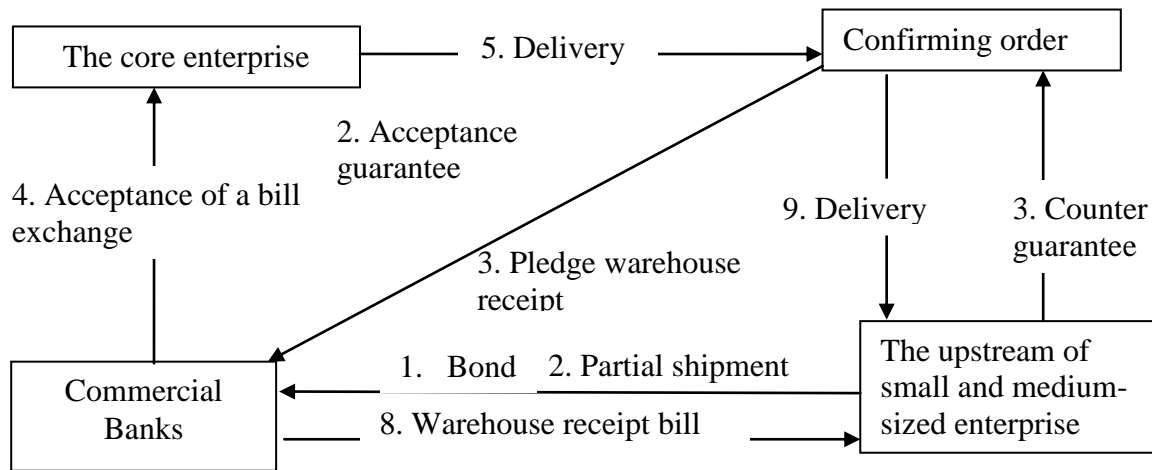 The core enterprise
5. Delivery
Confirming order
2. Acceptance
guarantee
4. Acceptance of a bill
exchange
9. Delivery
3. Counter
guarantee
3. Pledge warehouse
receipt
Commercial
Banks
1. Bond
2. Partial shipment
8. Warehouse receipt bill
The upstream of
small and medium-
sized enterprise